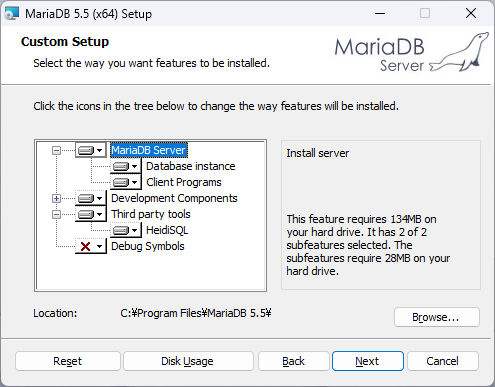 MariaDB 5.5 (x64) Setup
Custom Setup
Select the way you want features to be installed.
MariaDB
Server
Click the icons in the tree below to change the way features will be installed.
MariaDB Server
Database instance
Client Programs
Development Components
Third party tools
HeidiSQL
Debug Symbols
Install server
This feature requires 134MB on
your hard drive. It has 2 of 2
subfeatures selected. The
subfeatures require 28MB on your
hard drive.
Location: C:¥Program Files¥MariaDB 5.5¥
Browse...
Reset Disk Usage Back Next Cancel